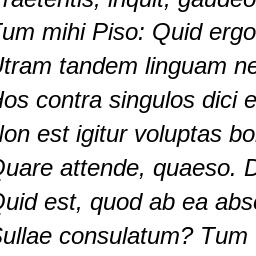 Praetentis, inquit, gaudeo
Tum mihi Piso: Quid ergo
Utram tandem linguam ne
Hos contra singulos dici e
Non est igitur voluptas bo
Quare attende, quaeso. D
Quid est, quod ab ea abs
Sullae consulatum? Tum